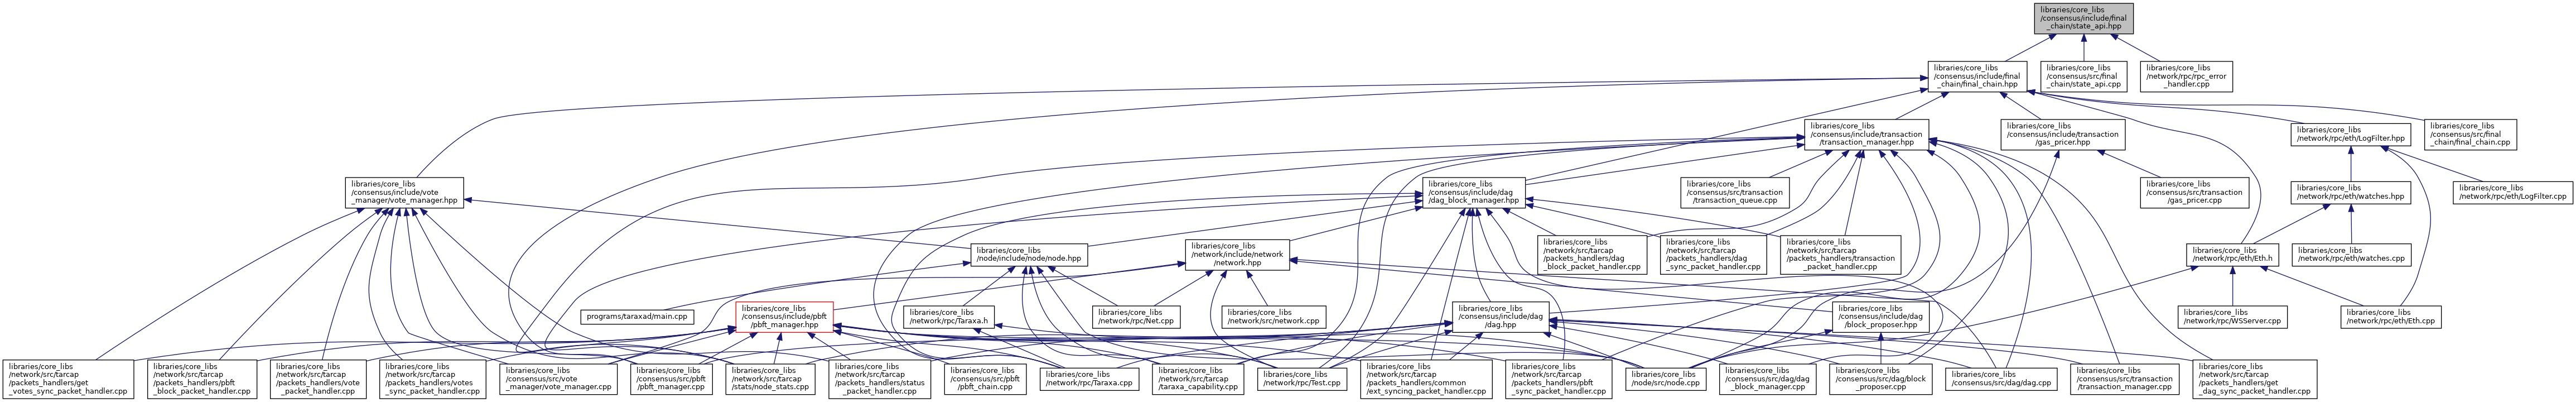 libraries/core_libs
/consensus/include/final
_chain/state_api.hpp
libraries/core_libs
/consensus/include/final
_chain/final_chain.hpp
libraries/core_libs
/consensus/src/final
_chain/state_api.cpp
libraries/core_libs
/network/rpc/rpc_error
_handler.cpp
libraries/core_libs
/consensus/include/transaction
/transaction_manager.hpp
libraries/core_libs
/consensus/include/transaction
/gas_pricer.hpp
libraries/core_libs
/network/rpc/eth/LogFilter.hpp
libraries/core_libs
/consensus/src/final
_chain/final_chain.cpp
libraries/core_libs
/consensus/include/vote
_manager/vote_manager.hpp
libraries/core_libs
/consensus/include/dag
/dag_block_manager.hpp
libraries/core_libs
/consensus/src/transaction
/transaction_queue.cpp
libraries/core_libs
/consensus/src/transaction
/gas_pricer.cpp
libraries/core_libs
/network/rpc/eth/watches.hpp
libraries/core_libs
/network/rpc/eth/LogFilter.cpp
libraries/core_libs
/node/include/node/node.hpp
libraries/core_libs
/network/include/network
/network.hpp
libraries/core_libs
/network/src/tarcap
/packets_handlers/dag
_block_packet_handler.cpp
libraries/core_libs
/network/src/tarcap
/packets_handlers/dag
_sync_packet_handler.cpp
libraries/core_libs
/network/src/tarcap
/packets_handlers/transaction
_packet_handler.cpp
libraries/core_libs
/network/rpc/eth/Eth.h
libraries/core_libs
/network/rpc/eth/watches.cpp
programs/taraxad/main.cpp
libraries/core_libs
/consensus/include/pbft
/pbft_manager.hpp
libraries/core_libs
/network/rpc/Taraxa.h
libraries/core_libs
/network/rpc/Net.cpp
libraries/core_libs
/network/src/network.cpp
libraries/core_libs
/consensus/include/dag
/dag.hpp
libraries/core_libs
/consensus/include/dag
/block_proposer.hpp
libraries/core_libs
/network/rpc/WSServer.cpp
libraries/core_libs
/network/rpc/eth/Eth.cpp
libraries/core_libs
/network/src/tarcap
/packets_handlers/get
_votes_sync_packet_handler.cpp
libraries/core_libs
/network/src/tarcap
/packets_handlers/pbft
_block_packet_handler.cpp
libraries/core_libs
/network/src/tarcap
/packets_handlers/vote
_packet_handler.cpp
libraries/core_libs
/network/src/tarcap
/packets_handlers/votes
_sync_packet_handler.cpp
libraries/core_libs
/consensus/src/vote
_manager/vote_manager.cpp
libraries/core_libs
/consensus/src/pbft
/pbft_manager.cpp
libraries/core_libs
/network/src/tarcap
/stats/node_stats.cpp
libraries/core_libs
/network/src/tarcap
/packets_handlers/status
_packet_handler.cpp
libraries/core_libs
/consensus/src/pbft
/pbft_chain.cpp
libraries/core_libs
/network/rpc/Taraxa.cpp
libraries/core_libs
/network/src/tarcap
/taraxa_capability.cpp
libraries/core_libs
/network/rpc/Test.cpp
libraries/core_libs
/network/src/tarcap
/packets_handlers/common
/ext_syncing_packet_handler.cpp
libraries/core_libs
/network/src/tarcap
/packets_handlers/pbft
_sync_packet_handler.cpp
libraries/core_libs
/node/src/node.cpp
libraries/core_libs
/consensus/src/dag/dag
_block_manager.cpp
libraries/core_libs
/consensus/src/dag/block
_proposer.cpp
libraries/core_libs
/consensus/src/dag/dag.cpp
libraries/core_libs
/consensus/src/transaction
/transaction_manager.cpp
libraries/core_libs
/network/src/tarcap
/packets_handlers/get
_dag_sync_packet_handler.cpp